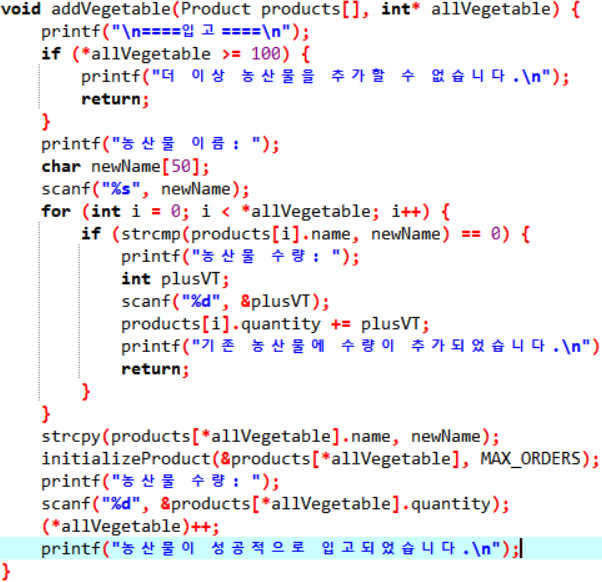 void addVegetable(Product products[], int* allVegetable) {
    printf("\n====입고====\n");
    if (*allVegetable >= 100) {
        printf("더 이상 농산물을 추가할 수 없습니다.\n");
        return;
    }
    printf("농산물 이름: ");
    char newName[50];
    scanf("%s", newName);
    for (int i = 0; i < *allVegetable; i++) {
        if (strcmp(products[i].name, newName) == 0) {
            printf("농산물 수량: ");
            int plusVT;
            scanf("%d", &plusVT);
            products[i].quantity += plusVT;
            printf("기존 농산물에 수량이 추가되었습니다.\n")
            return;
        }
    }
    strcpy(products[*allVegetable].name, newName);
    initializeProduct(&products[*allVegetable], MAX_ORDERS);
    printf("농산물 수량: ");
    scanf("%d", &products[*allVegetable].quantity);
    (*allVegetable)++;
    printf("농산물이 성공적으로 입고되었습니다.\n");
}